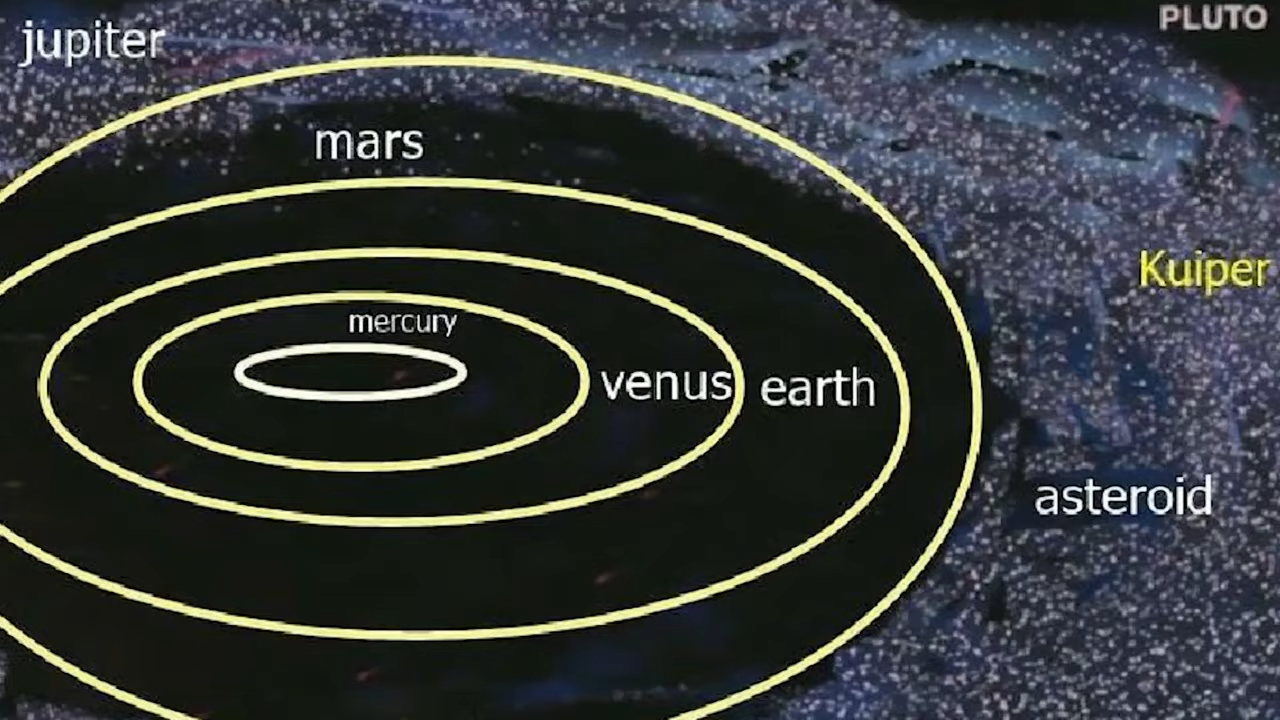 PLUTO
jupiter
mars
Kuiper
mercury
venus
earth
asteroid